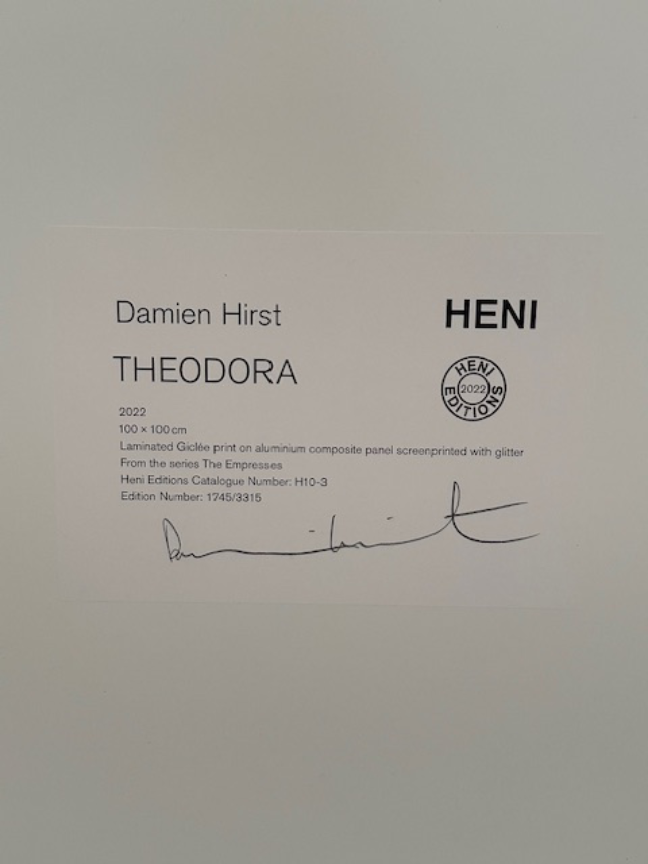 Damien Hirst
HENI
THEODORA
HENI
2022
EDITIONS
2022
100 × 100 cm
Laminated Giclée print on aluminium composite panel screenprinted with glitter
From the series The Empresses
Heni Editions Catalogue Number: H10-3
Edition Number: 1745/3315